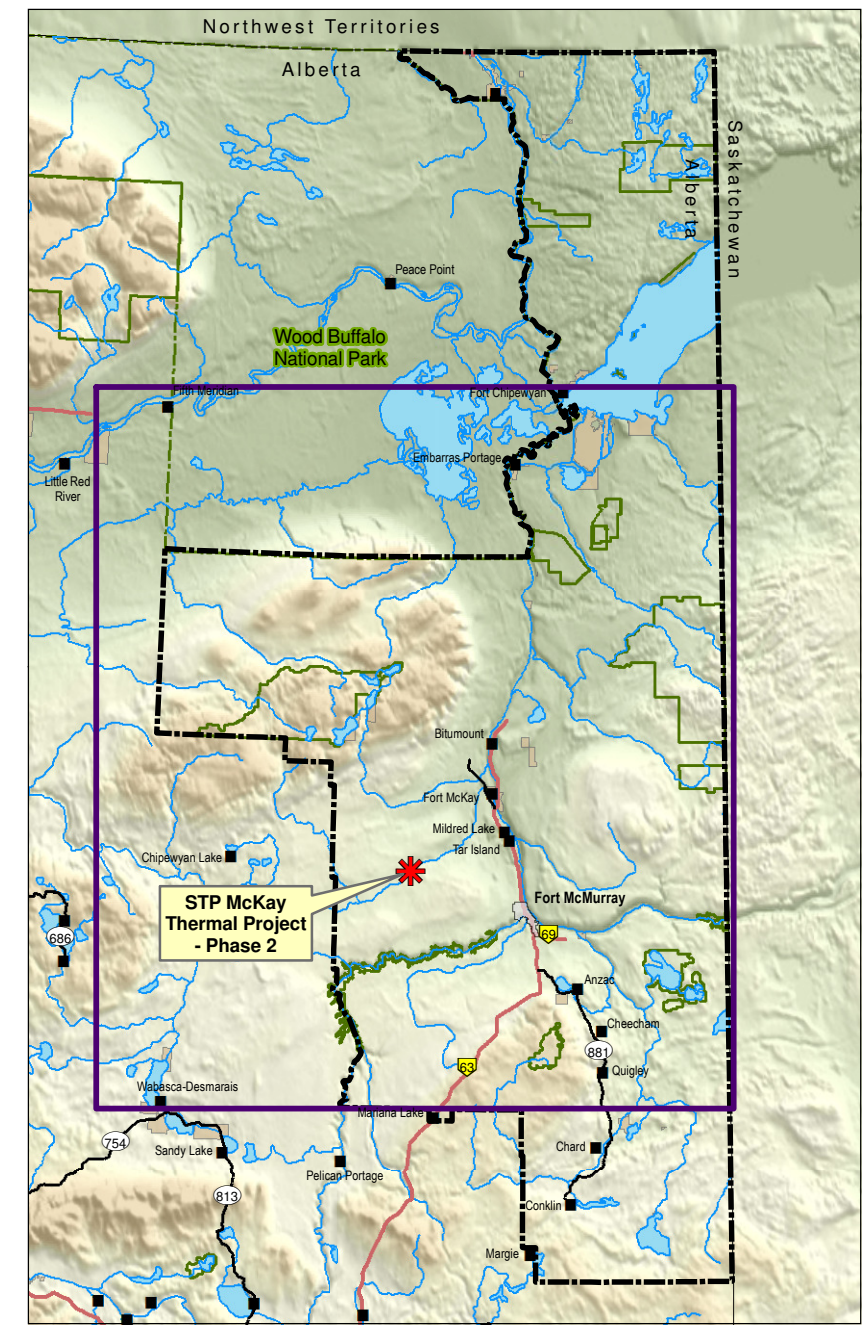 Northwest Territories
Alberta
Saskatchewan
Alberta
Peace Point
Wood Buffalo
National Park
Fifth Meridian
Fort Chipewyan
Embarras Portage
Little Red
River
Bitumount
Fort McKay
Mildred Lake
Tar Island
Chipewyan Lake
STP McKay
Thermal Project
- Phase 2
Fort McMurray
69
686
Anzac
Cheecham
881
Quigley
63
Wabasca-Desmarais
Mariana Lake
754
Sandy Lake
Chard
Pelican Portage
813
Conklin
Margie